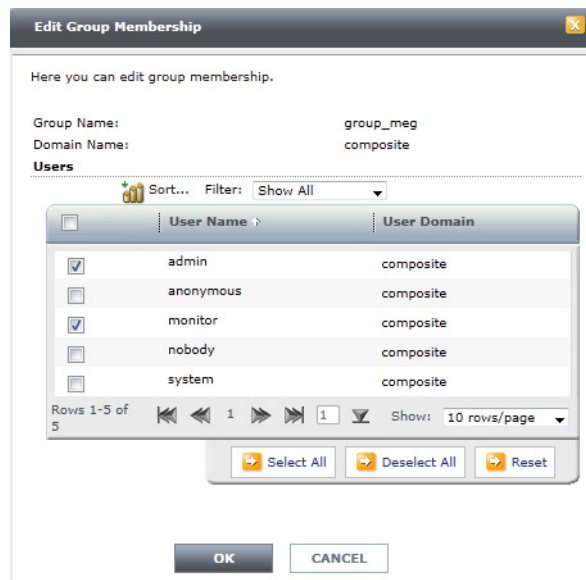 Edit Group Membership
Here you can edit group membership.
Group Name: group_meg
Domain Name: composite
Users
Sort... Filter: Show All
User Name User Domain
admin composite
anonymous composite
monitor composite
nobody composite
system composite
Rows 1-5 of 5 1 1 Show: 10 rows/page
Select All Deselect All Reset
OK CANCEL